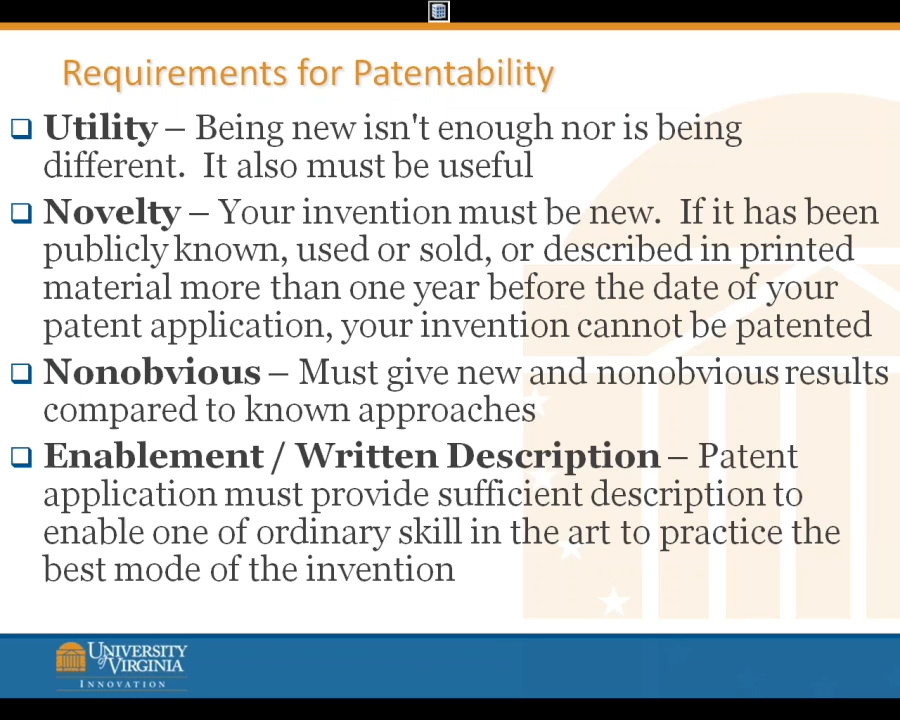 Requirements for Patentability
❑ Utility – Being new isn't enough nor is being
different.  It also must be useful
❑ Novelty – Your invention must be new.  If it has been
publicly known, used or sold, or described in printed
material more than one year before the date of your
patent application, your invention cannot be patented
❑ Nonobvious – Must give new and nonobvious results
compared to known approaches
❑ Enablement / Written Description – Patent
application must provide sufficient description to
enable one of ordinary skill in the art to practice the
best mode of the invention
UNIVERSITY
of VIRGINIA
INNOVATION